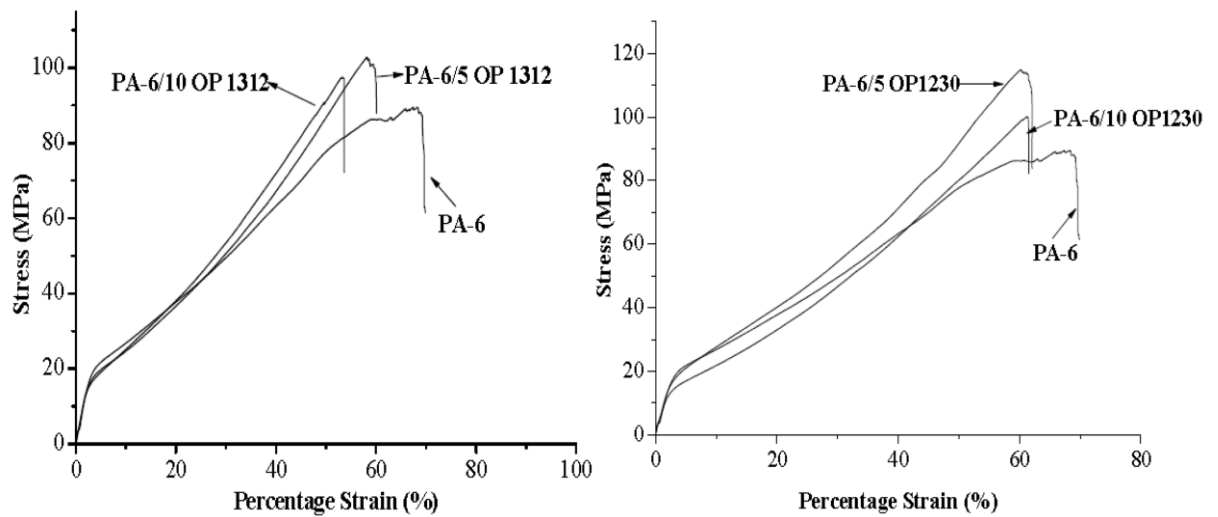 100
80
60
40
20
0
Stress (MPa)
PA-6/10 OP 1312
PA-6/5 OP 1312
PA-6
0 20 40 60 80 100
Percentage Strain (%)
120
100
80
60
40
20
0
Stress (MPa)
PA-6/5 OP1230
PA-6/10 OP1230
PA-6
0 20 40 60 80
Percentage Strain (%)